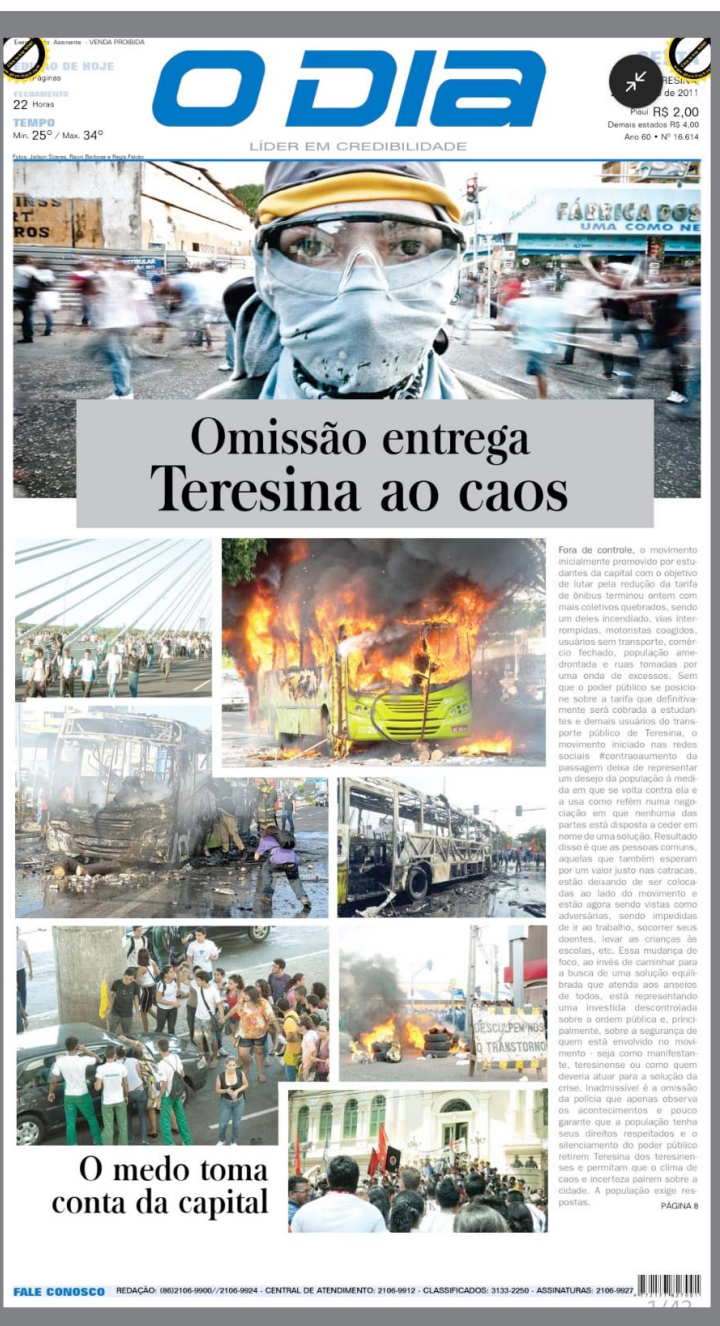 Assinante - VENDA PROIBIDA
DE HOJE
FECHAMENTO
22 Horas
TEMPO
Min. 25° / Max. 34°
O DIA
LÍDER EM CREDIBILIDADE
de 2011
Piauí R$ 2,00
Demais estados R$ 4,00
Ano 60 • Nº 16.614
Fotos: Jailson Soares, Raoni Barbosa e Regis Falcão
ROS
FÁBRICA DOS
UMA COMO NE
Omissão entrega
Teresina ao caos
Fora de controle, o movimento
inicialmente promovido por estu-
dantes da capital com o objetivo
de lutar pela redução da tarifa
de ônibus terminou ontem com
mais coletivos quebrados, sendo
um deles incendiado, vias inter-
rompidas, motoristas coagidos,
usuários sem transporte, comér-
cio fechado, população ame-
drontada e ruas tomadas por
uma onda de excessos. Sem
que o poder público se posicio-
ne sobre a tarifa que definitiva-
mente será cobrada a estudan-
tes e demais usuários do trans-
porte público de Teresina, o
movimento iniciado nas redes
sociais #contraoaumento da
passagem deixa de representar
um desejo da população à medi-
da em que se volta contra ela e
a usa como refém numa nego-
ciação em que nenhuma das
partes está disposta a ceder em
nome de uma solução. Resultado
disso é que as pessoas comuns,
aquelas que também esperam
por um valor justo nas catracas,
estão deixando de ser coloca-
das ao lado do movimento e
estão agora sendo vistas como
adversárias, sendo impedidas
de ir ao trabalho, socorrer seus
doentes, levar as crianças às
escolas, etc. Essa mudança de
foco, ao invés de caminhar para
a busca de uma solução equili-
brada que atenda aos anseios
de todos, está representando
uma investida descontrolada
sobre a ordem pública e, princi-
palmente, sobre a segurança de
quem está envolvido no movi-
mento - seja como manifestan-
te, teresinense ou como quem
deveria atuar para a solução da
crise. Inadmissível é a omissão
da polícia que apenas observa
os acontecimentos e pouco
garante que a população tenha
seus direitos respeitados e o
silenciamento do poder público
retirem Teresina dos teresinen-
ses e permitam que o clima de
caos e incerteza pairem sobre a
cidade. A população exige res-
postas.
PÁGINA 8
DESCULPEM-NOS
O TRANSTORNO
O medo toma
conta da capital
FALE CONOSCO REDAÇÃO: (86)2106-9900//2106-9924 - CENTRAL DE ATENDIMENTO: 2106-9912 - CLASSIFICADOS: 3133-2250 - ASSINATURAS: 2106-9927
1/42